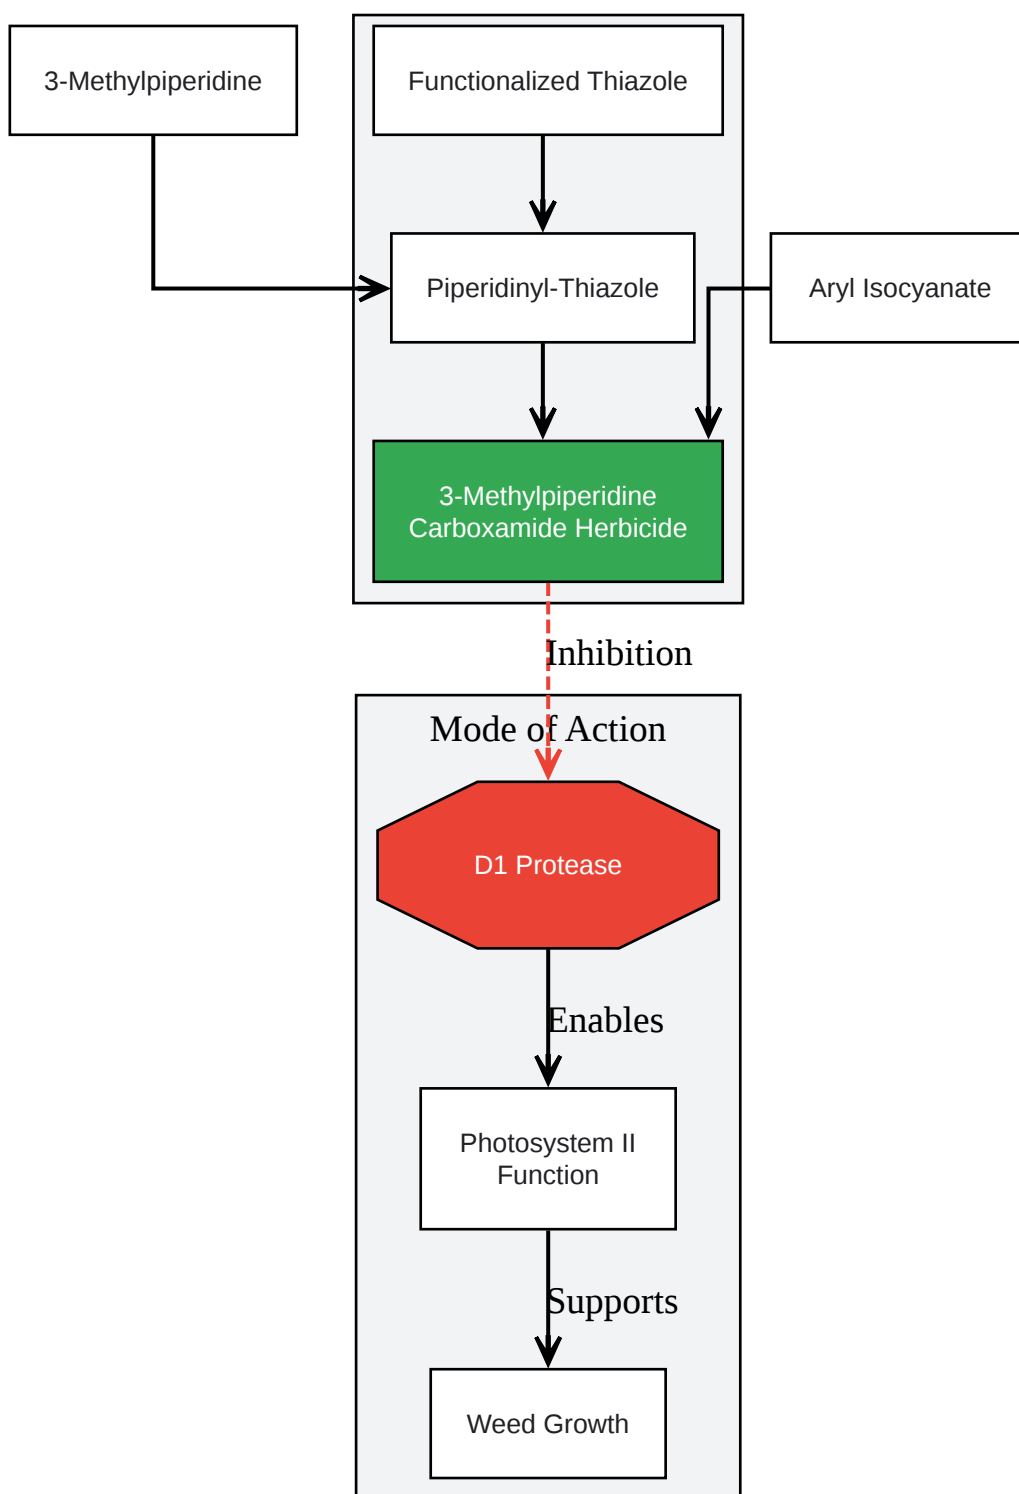 3-Methylpiperidine
Functionalized Thiazole
Piperidinyl-Thiazole
Aryl Isocyanate
3-Methylpiperidine
Carboxamide Herbicide
Inhibition
Mode of Action
D1 Protease
Enables
Photosystem II
Function
Supports
Weed Growth